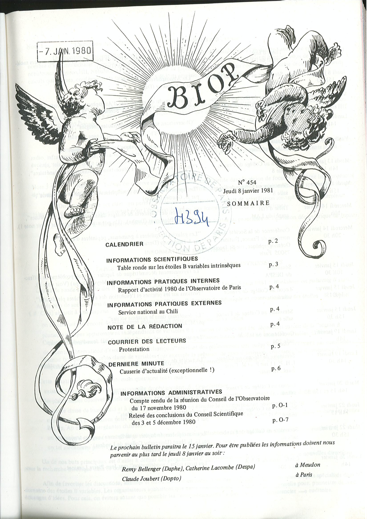 -7. JAN 1980
BIOP
N° 454
Jeudi 8 janvier 1981
SOMMAIRE
H394
CALENDRIER p. 2
INFORMATIONS SCIENTIFIQUES
Table ronde sur les étoiles B variables intrinsèques p. 3
INFORMATIONS PRATIQUES INTERNES
Rapport d'activité 1980 de l'Observatoire de Paris p. 4
INFORMATIONS PRATIQUES EXTERNES
Service national au Chili p. 4
NOTE DE LA RÉDACTION p. 4
COURRIER DES LECTEURS
Protestation p. 5
DERNIERE MINUTE
Causerie d'actualité (exceptionnelle !) p. 6
INFORMATIONS ADMINISTRATIVES
Compte rendu de la réunion du Conseil de l'Observatoire
du 17 novembre 1980 p. O-1
Relevé des conclusions du Conseil Scientifique
des 3 et 5 décembre 1980 p. O-7
Le prochain bulletin paraitra le 15 janvier. Pour être publiées les informations doivent nous
parvenir au plus tard le jeudi 8 janvier au soir :
Remy Bellenger (Daphe), Catherine Lacombe (Despa) à Meudon
Claude Joubert (Dopto) à Paris